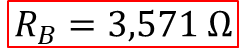 R_B = 3,571 Ω